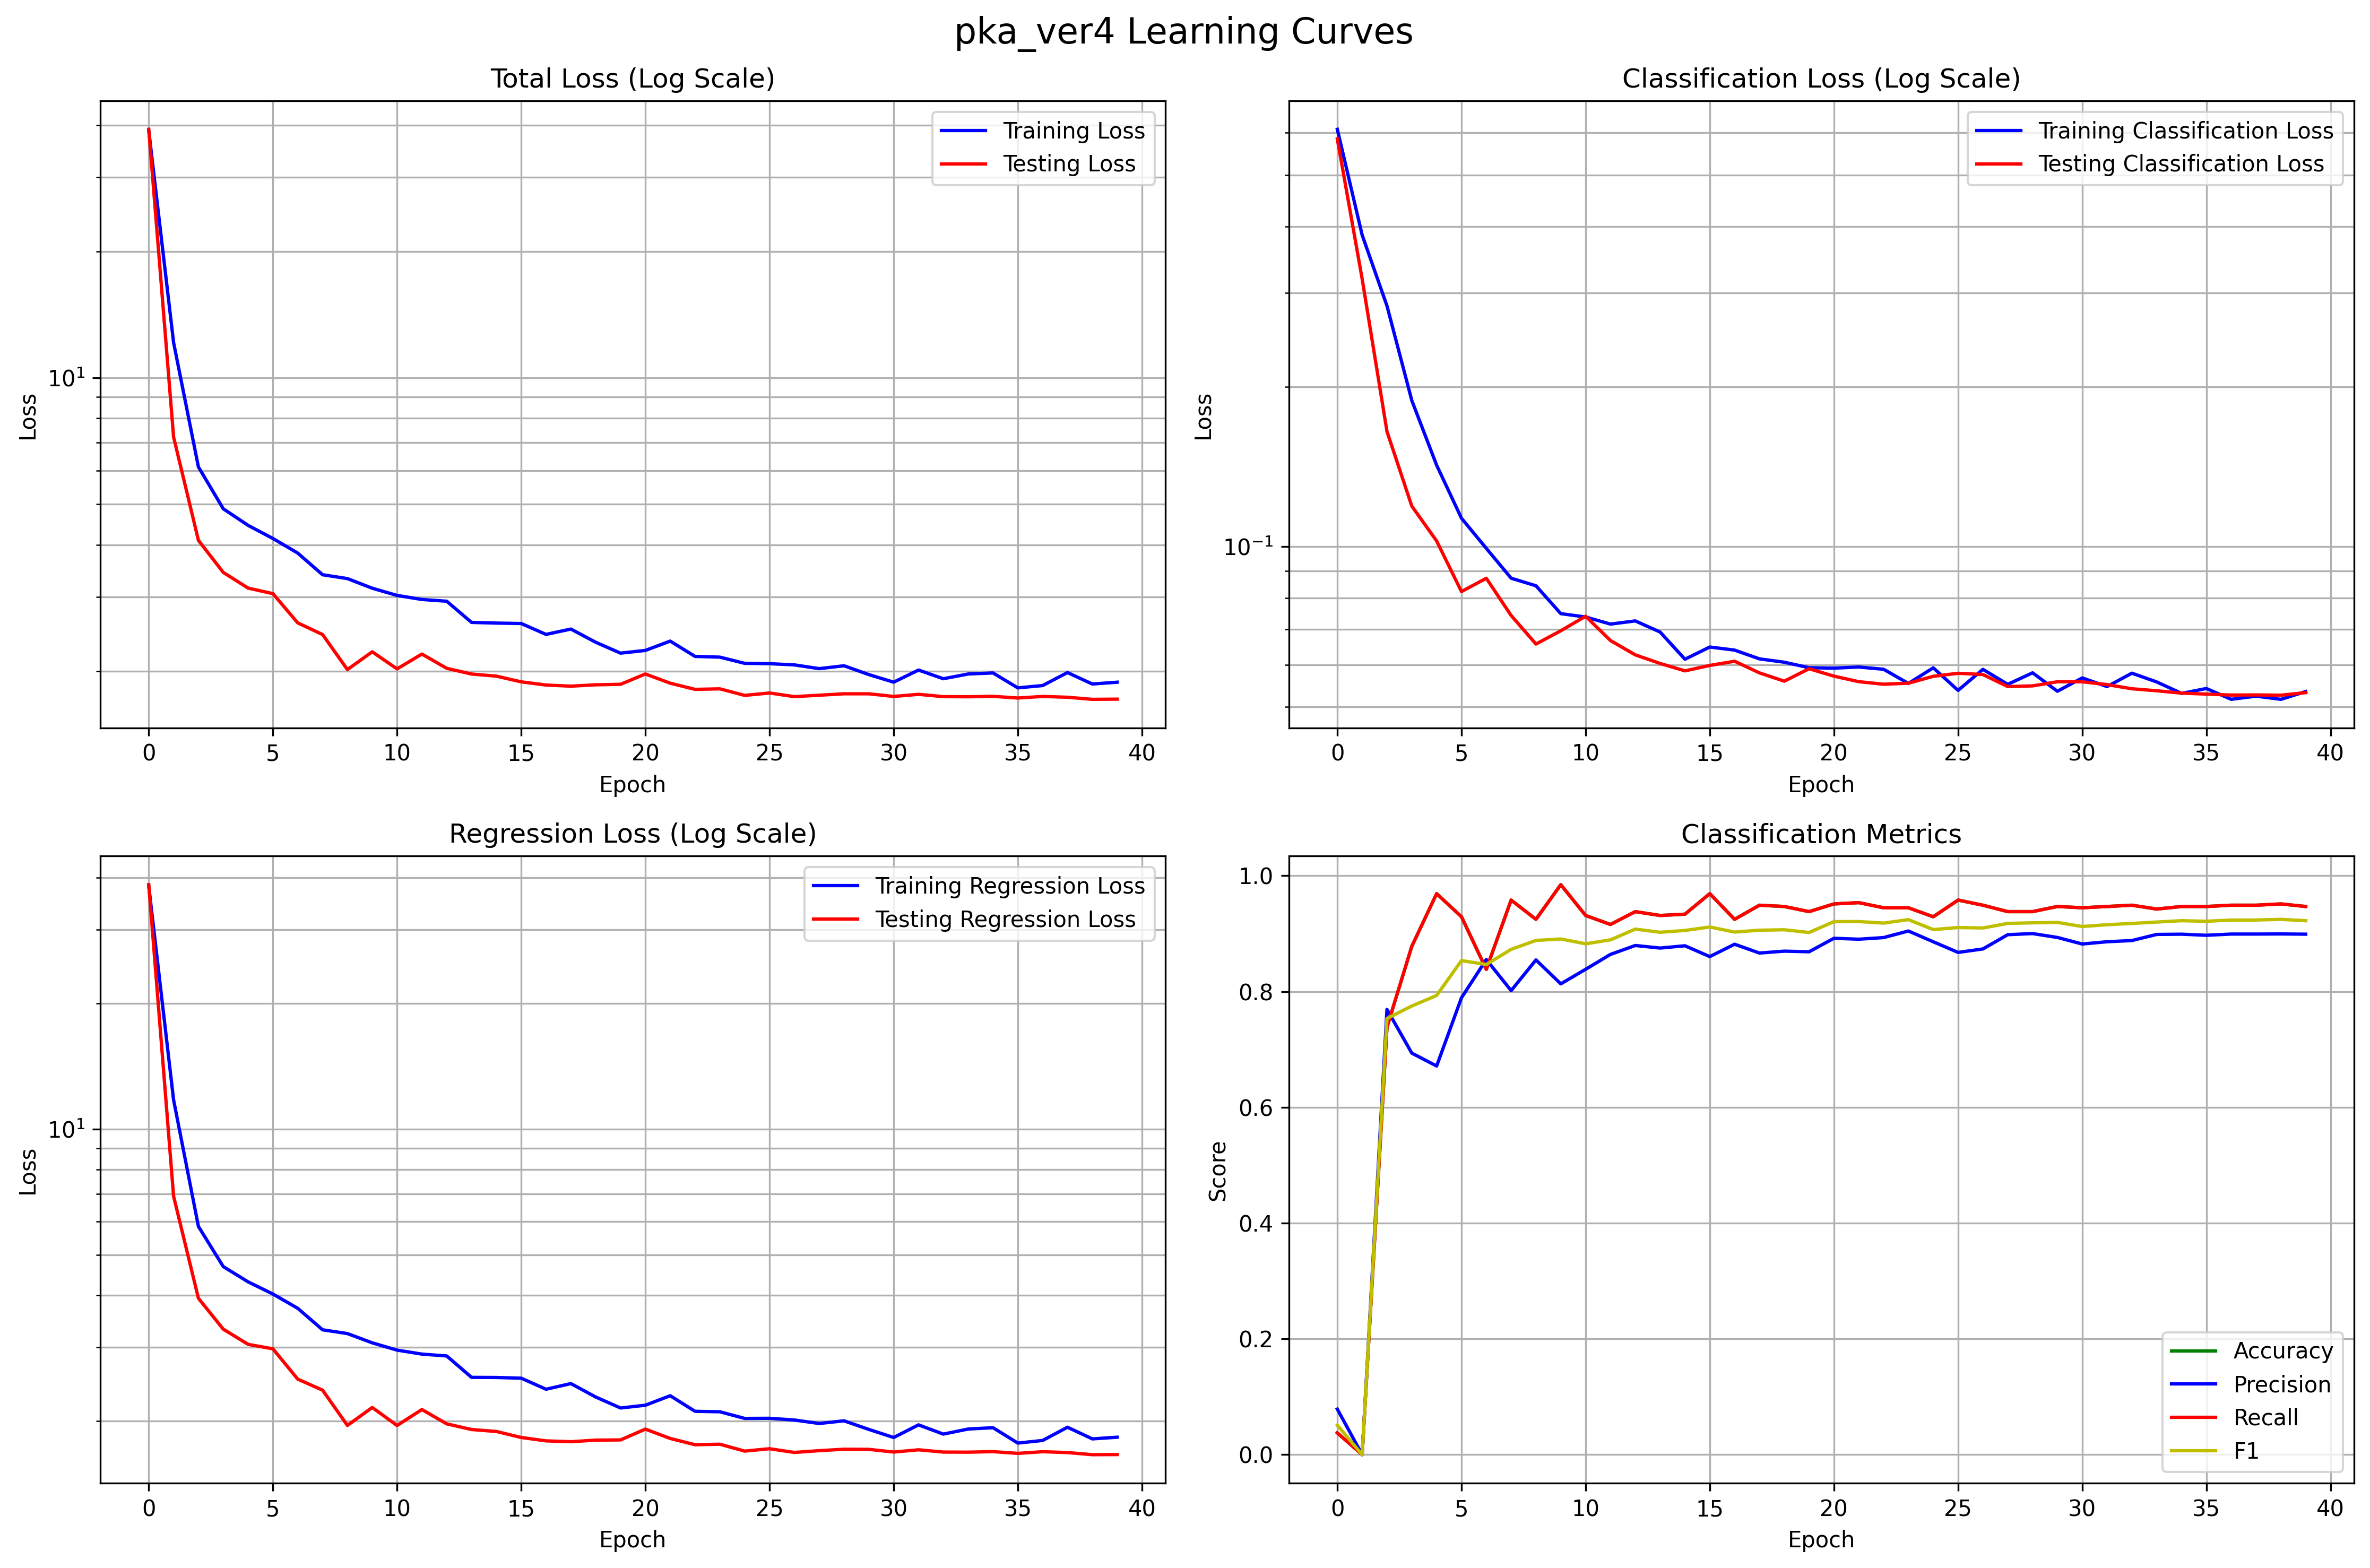 pka_ver4 Learning Curves
Total Loss (Log Scale)
Training Loss
Testing Loss
Loss
10¹
0 5 10 15 20 25 30 35 40
Epoch
Classification Loss (Log Scale)
Training Classification Loss
Testing Classification Loss
Loss
10⁻¹
0 5 10 15 20 25 30 35 40
Epoch
Regression Loss (Log Scale)
Training Regression Loss
Testing Regression Loss
Loss
10¹
0 5 10 15 20 25 30 35 40
Epoch
Classification Metrics
Score
1.0
0.8
0.6
0.4
0.2
0.0
Accuracy
Precision
Recall
F1
0 5 10 15 20 25 30 35 40
Epoch